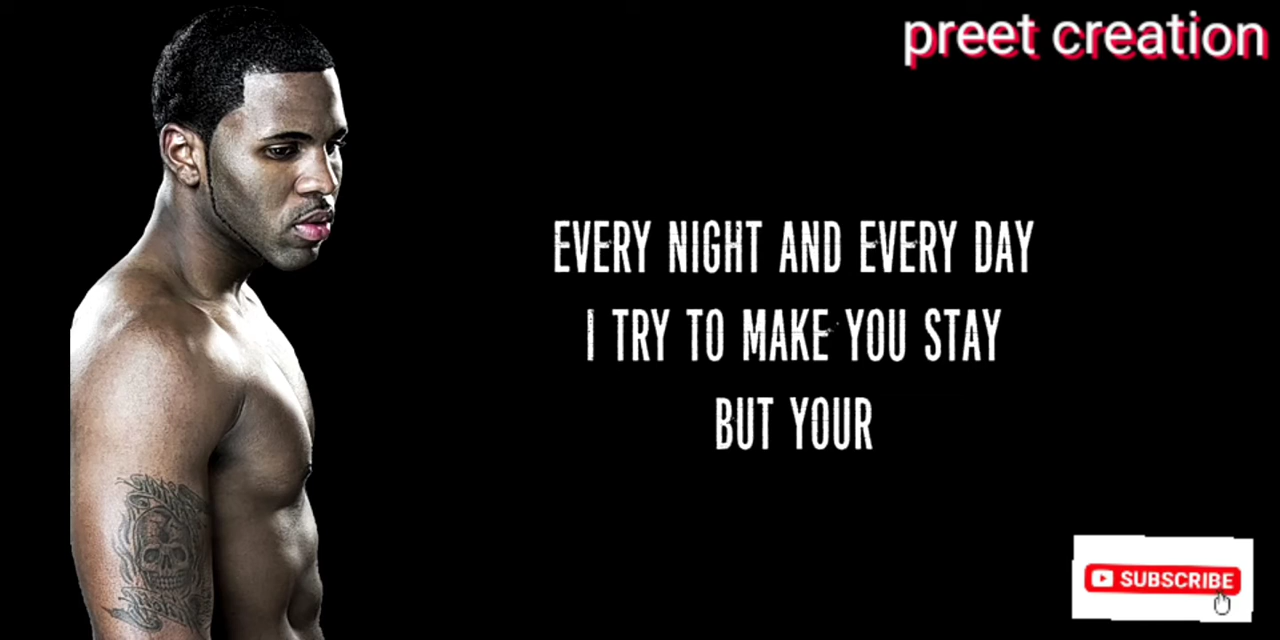 preet creation
EVERY NIGHT AND EVERY DAY
I TRY TO MAKE YOU STAY
BUT YOUR
SUBSCRIBE